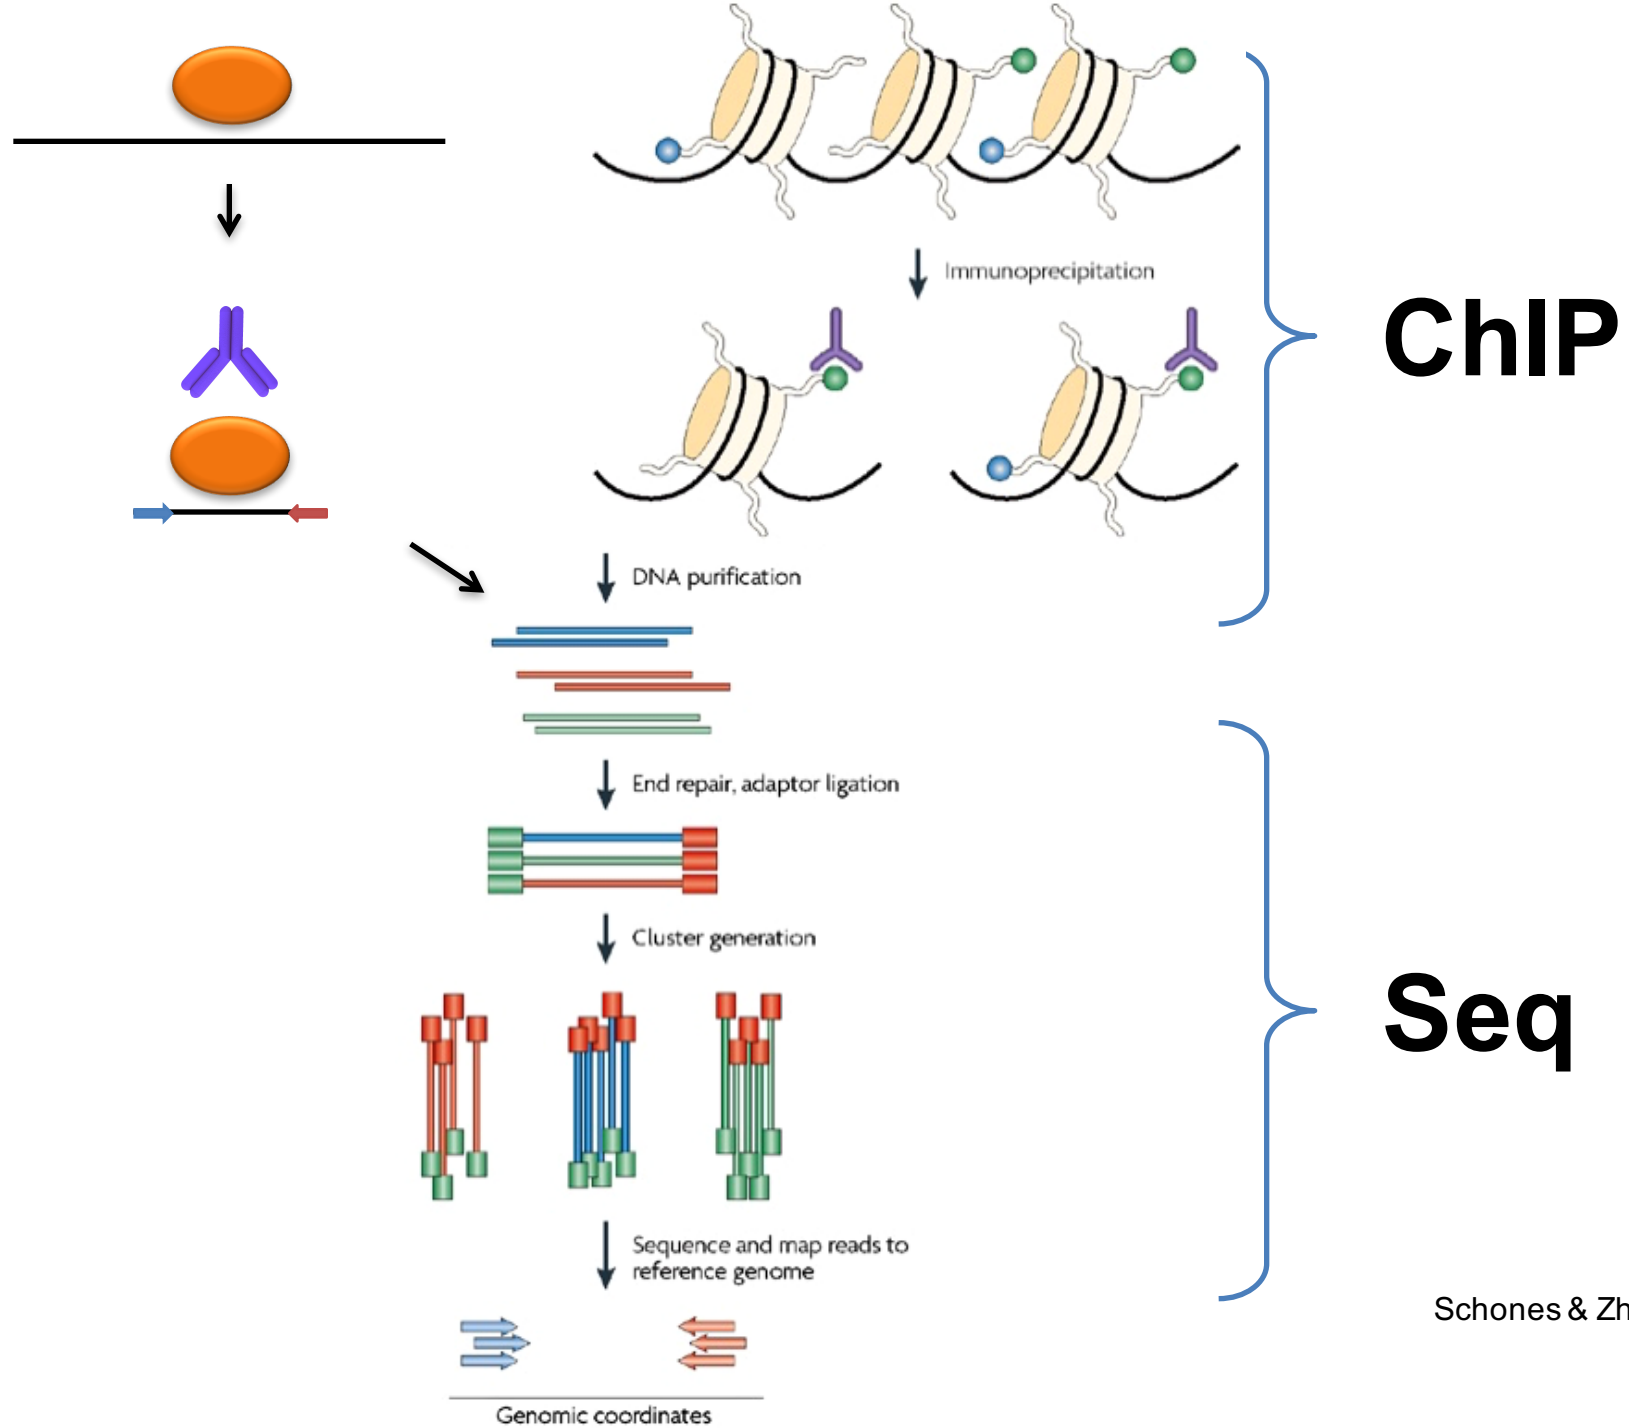 Immunoprecipitation
ChIP
DNA purification
End repair, adaptor ligation
Cluster generation
Seq
Sequence and map reads to
reference genome
Schones & Zh
Genomic coordinates